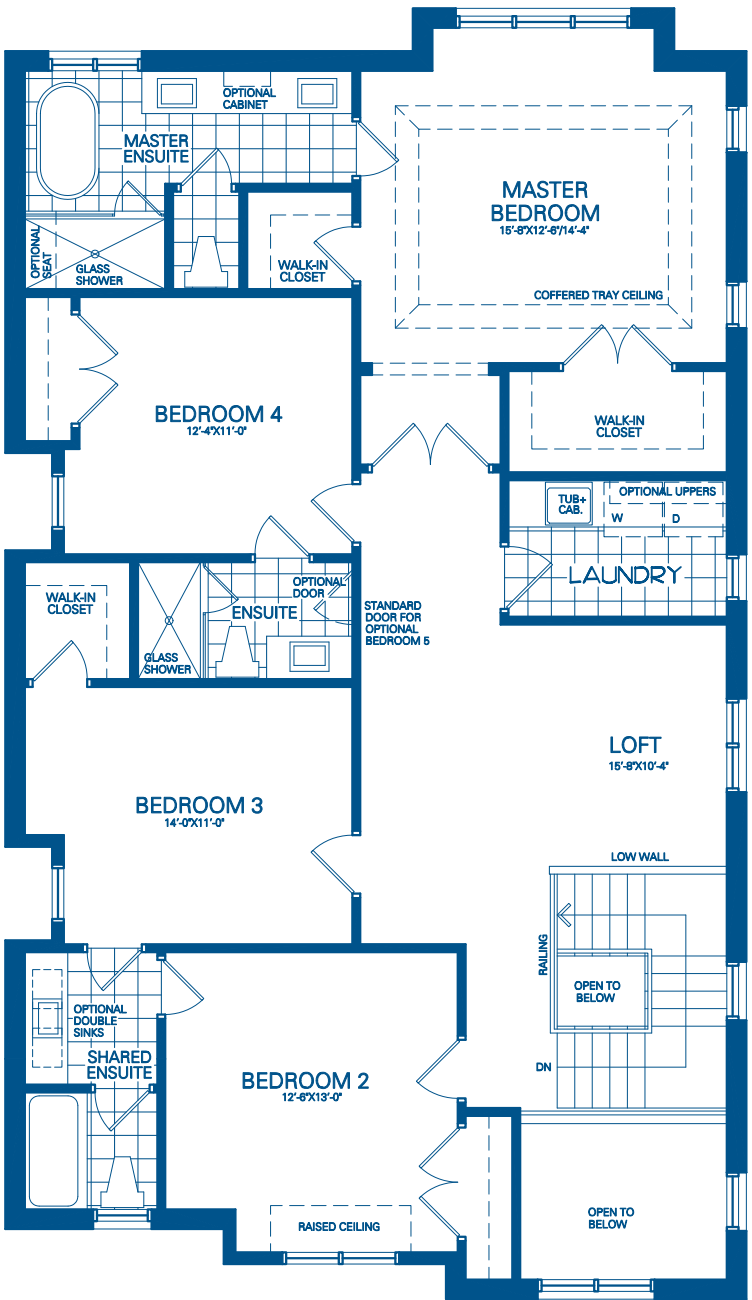 OPTIONAL
CABINET
MASTER
ENSUITE
OPTIONAL
SEAT
GLASS
SHOWER
WALK-IN
CLOSET
MASTER
BEDROOM
15'-8"X12'-6"/14'-4"
COFFERED TRAY CEILING
BEDROOM 4
12'-4"X11'-0"
WALK-IN
CLOSET
TUB+
CAB.
OPTIONAL UPPERS
W
D
LAUNDRY
WALK-IN
CLOSET
GLASS
SHOWER
ENSUITE
OPTIONAL
DOOR
STANDARD
DOOR FOR
OPTIONAL
BEDROOM 5
LOFT
15'-8"X10'-4"
BEDROOM 3
14'-0"X11'-0"
LOW WALL
RAILING
OPEN TO
BELOW
DN
OPTIONAL
DOUBLE
SINKS
SHARED
ENSUITE
BEDROOM 2
12'-6"X13'-0"
RAISED CEILING
OPEN TO
BELOW